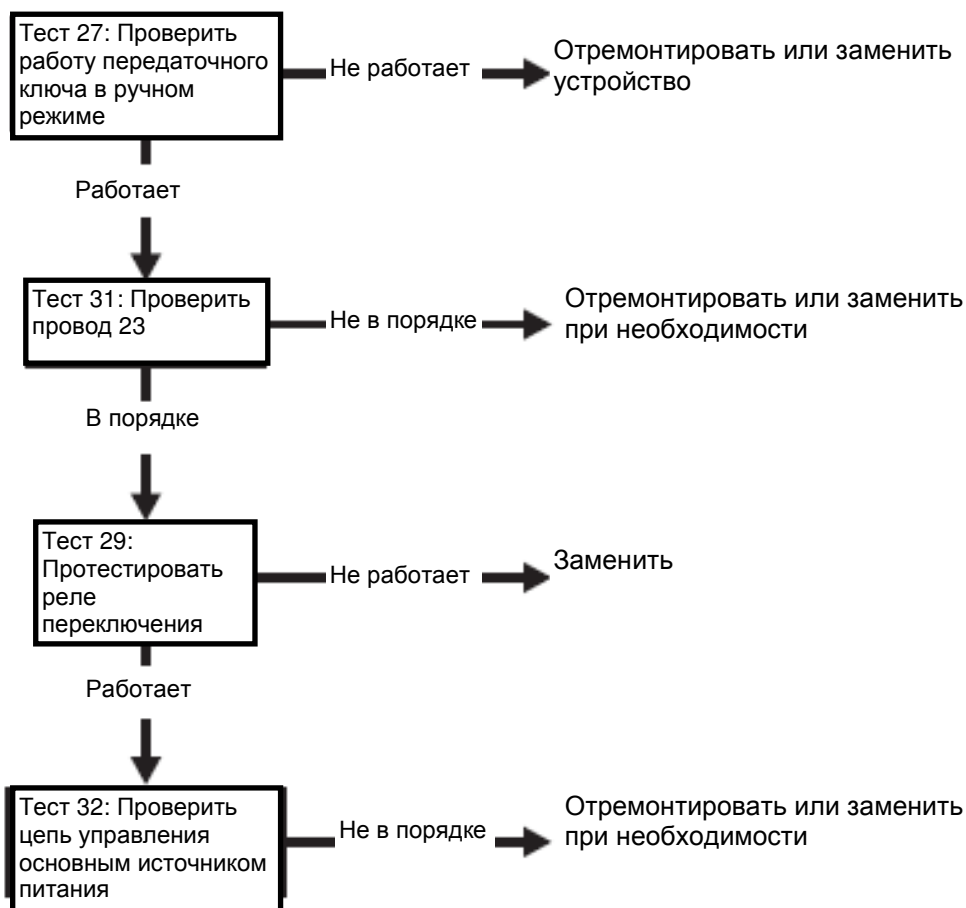 Тест 27: Проверить
работу передаточного
ключа в ручном
режиме
Не работает
Отремонтировать или заменить
устройство
Работает
Тест 31: Проверить
провод 23
Не в порядке
Отремонтировать или заменить
при необходимости
В порядке
Тест 29:
Протестировать
реле
переключения
Не работает
Заменить
Работает
Тест 32: Проверить
цепь управления
основным источником
питания
Не в порядке
Отремонтировать или заменить
при необходимости